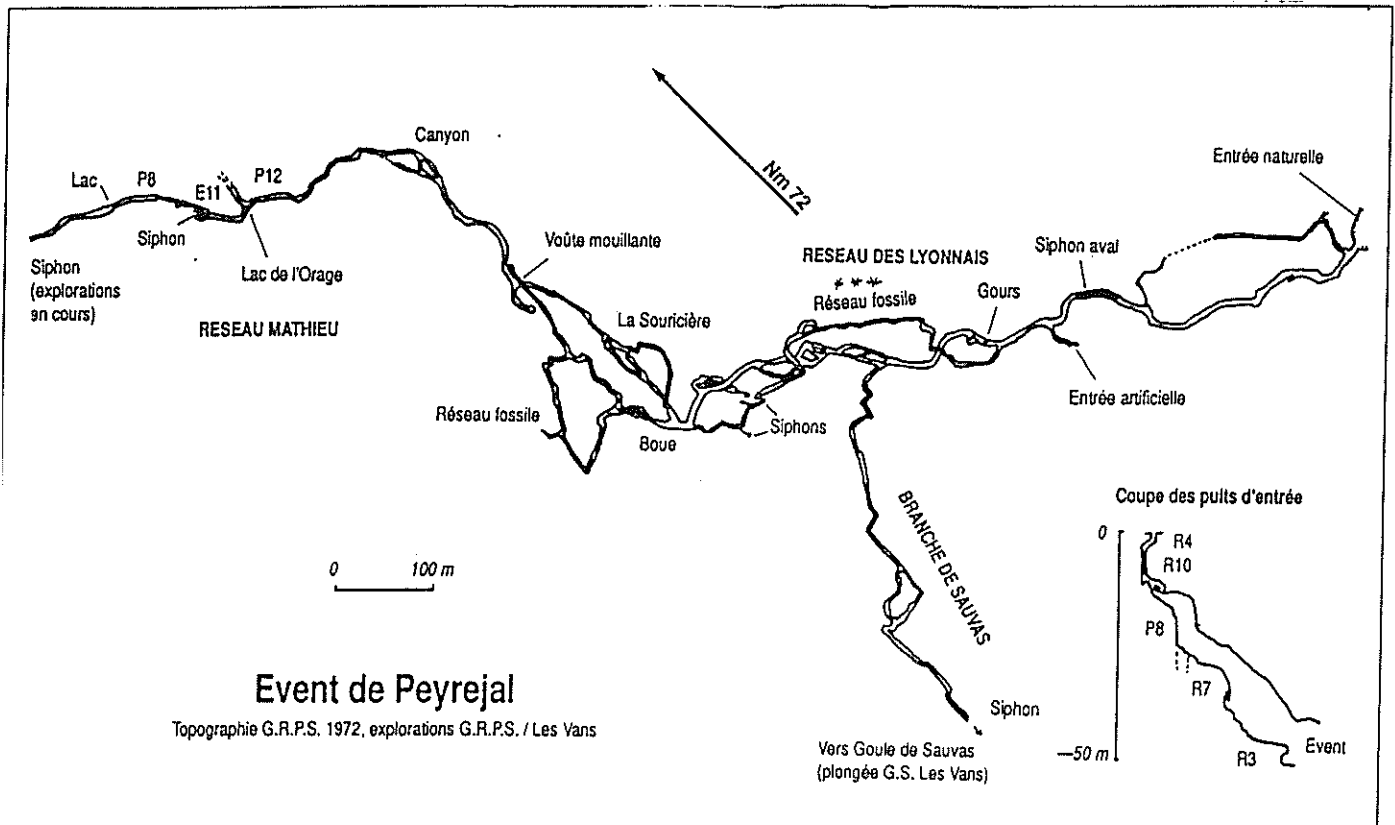 Canyon
Nm 72
Entrée naturelle
Lac
P8
E11
P12
Siphon
Lac de l'Orage
Voûte mouillante
Siphon aval
RESEAU DES LYONNAIS
Réseau fossile
Gours
Siphon
(explorations
en cours)
RESEAU MATHIEU
La Souricière
Entrée artificielle
Réseau fossile
Boue
Siphons
BRANCHE DE SAUVAS
Coupe des puits d'entrée
0
R4
R10
P8
R7
R3
Event
—50 m
0 100 m
Event de Peyrejal
Topographie G.R.P.S. 1972, explorations G.R.P.S. / Les Vans
Siphon
Vers Goule de Sauvas
(plongée G.S. Les Vans)